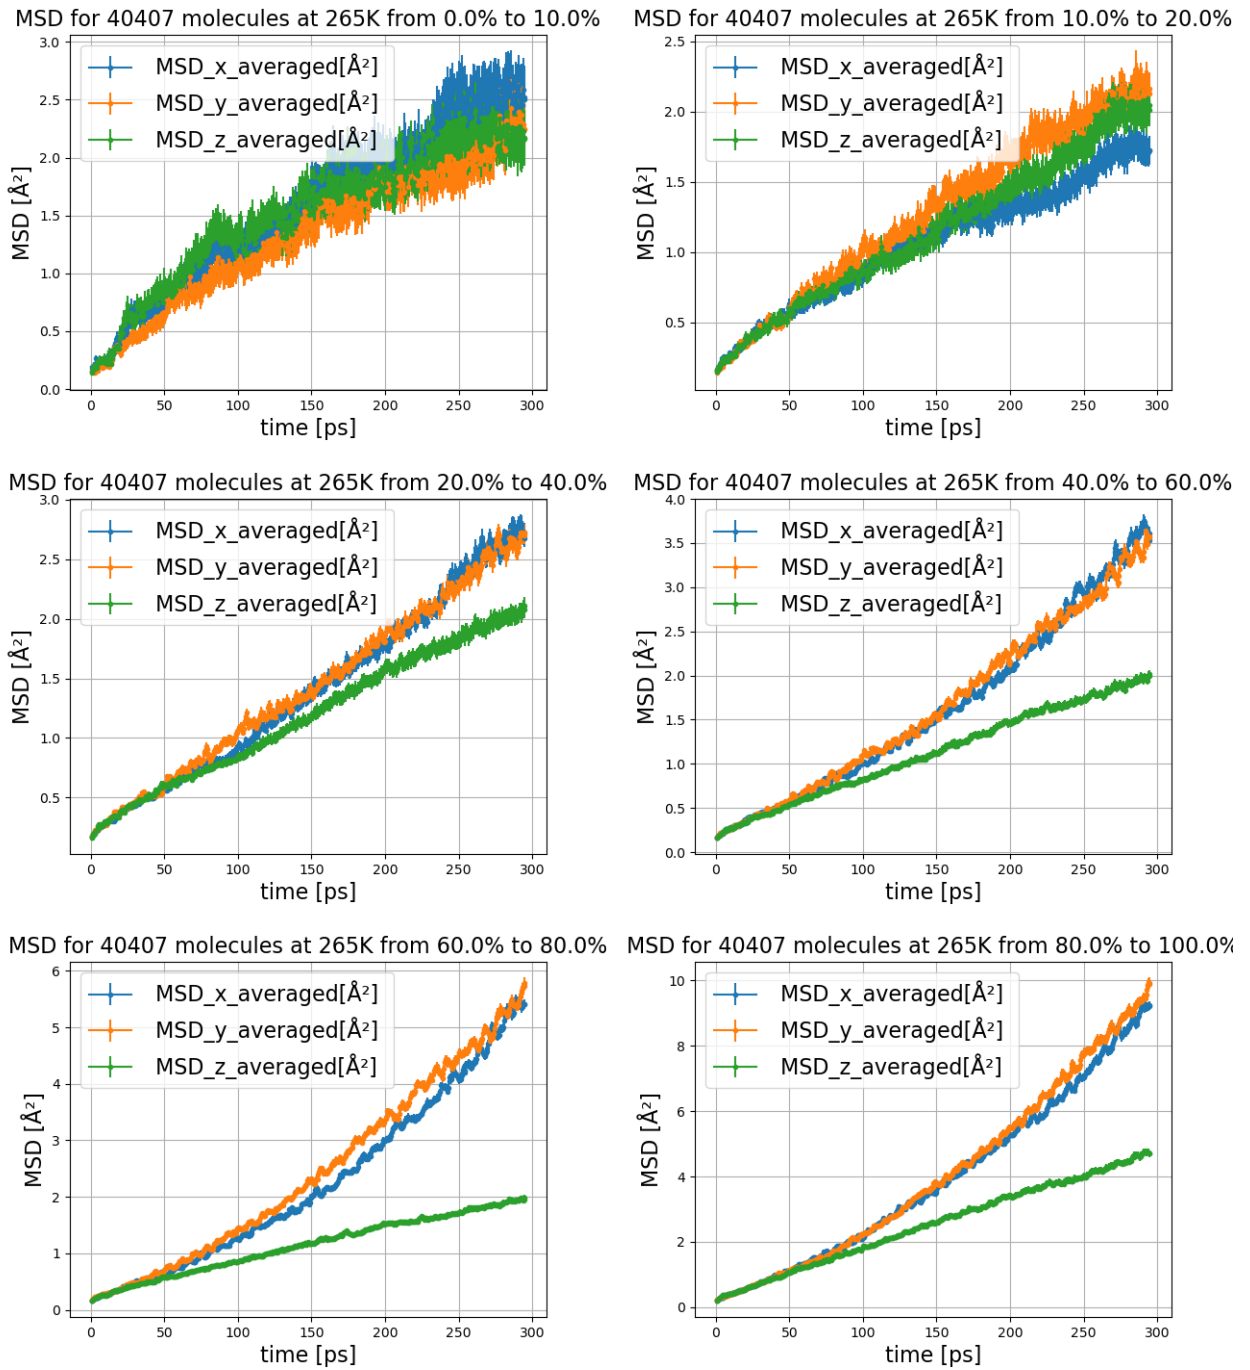 MSD for 40407 molecules at 265K from 0.0% to 10.0%
3.0
2.5
2.0
1.5
1.0
0.5
0.0
MSD [Å²]
MSD_x_averaged[Å²]
MSD_y_averaged[Å²]
MSD_z_averaged[Å²]
0 50 100 150 200 250 300
time [ps]
MSD for 40407 molecules at 265K from 10.0% to 20.0%
2.5
2.0
1.5
1.0
0.5
MSD [Å²]
MSD_x_averaged[Å²]
MSD_y_averaged[Å²]
MSD_z_averaged[Å²]
0 50 100 150 200 250 300
time [ps]
MSD for 40407 molecules at 265K from 20.0% to 40.0%
3.0
2.5
2.0
1.5
1.0
0.5
MSD [Å²]
MSD_x_averaged[Å²]
MSD_y_averaged[Å²]
MSD_z_averaged[Å²]
0 50 100 150 200 250 300
time [ps]
MSD for 40407 molecules at 265K from 40.0% to 60.0%
4.0
3.5
3.0
2.5
2.0
1.5
1.0
0.5
0.0
MSD [Å²]
MSD_x_averaged[Å²]
MSD_y_averaged[Å²]
MSD_z_averaged[Å²]
0 50 100 150 200 250 300
time [ps]
MSD for 40407 molecules at 265K from 60.0% to 80.0%
6
5
4
3
2
1
0
MSD [Å²]
MSD_x_averaged[Å²]
MSD_y_averaged[Å²]
MSD_z_averaged[Å²]
0 50 100 150 200 250 300
time [ps]
MSD for 40407 molecules at 265K from 80.0% to 100.0%
10
8
6
4
2
0
MSD [Å²]
MSD_x_averaged[Å²]
MSD_y_averaged[Å²]
MSD_z_averaged[Å²]
0 50 100 150 200 250 300
time [ps]